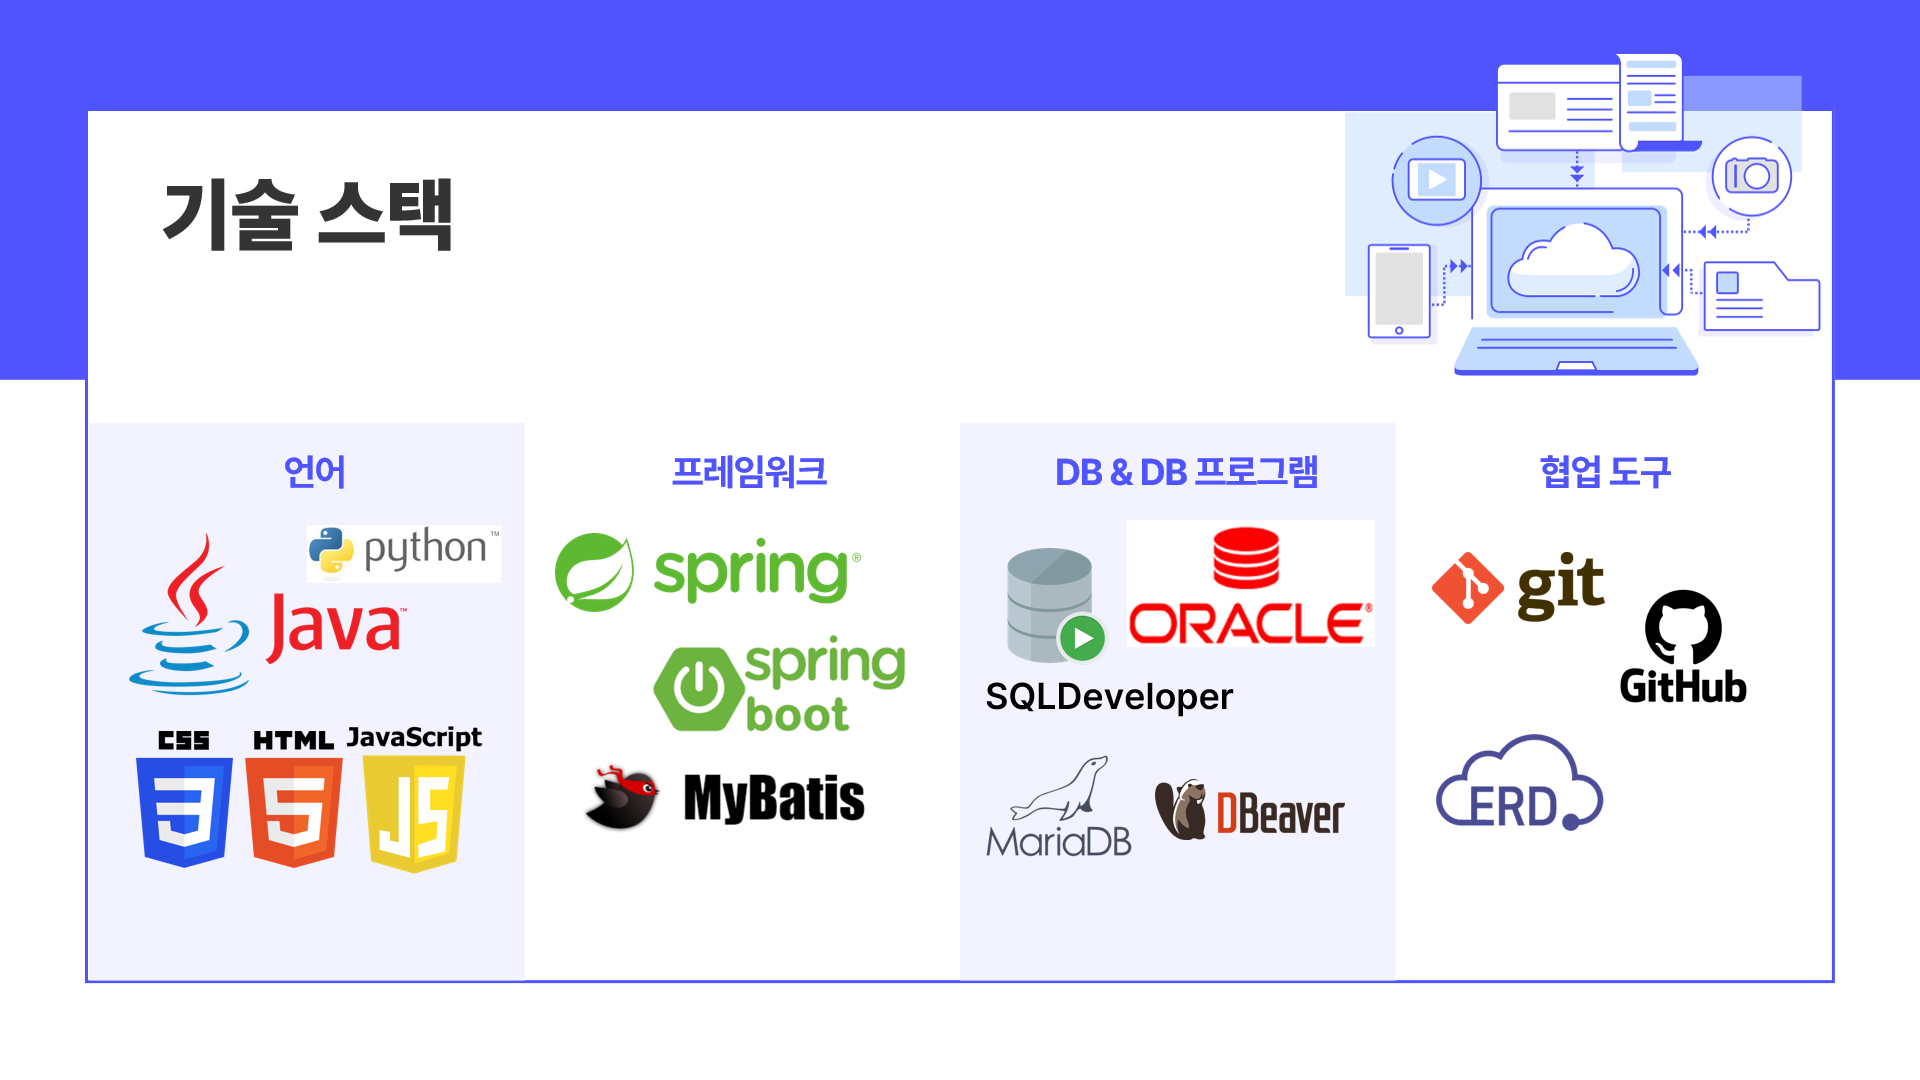 기술 스택
언어
python™
Java™
CSS
HTML
JavaScript
3
5
JS
프레임워크
spring®
spring
boot
MyBatis
DB & DB 프로그램
ORACLE®
SQLDeveloper
MariaDB
DBeaver
협업 도구
git
GitHub
ERD